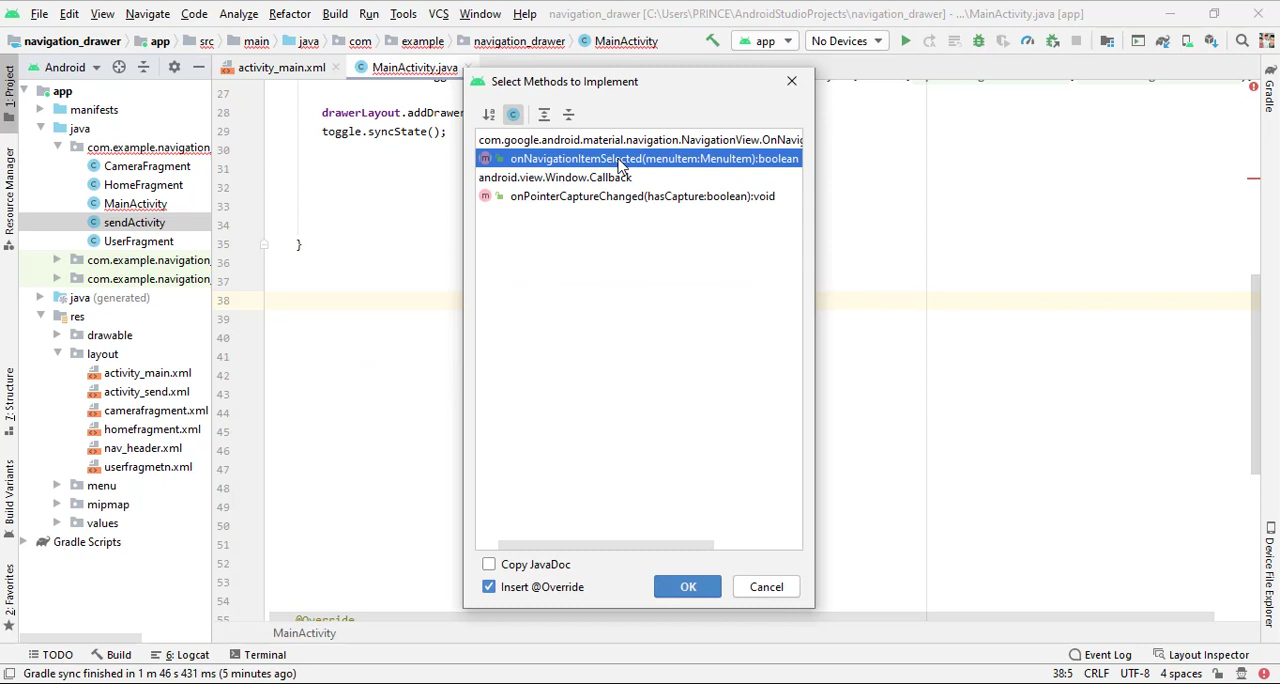 File Edit View Navigate Code Analyze Refactor Build Run Tools VCS Window Help navigation_drawer [C:\Users\PRINCE\AndroidStudioProjects\navigation_drawer] - ...\MainActivity.java [app]
navigation_drawer app src main java com example navigation_drawer MainActivity app No Devices
1: Project
Android
activity_main.xml
MainActivity.java
Select Methods to Implement
Gradle
app
manifests
java
com.example.navigation
CameraFragment
HomeFragment
MainActivity
sendActivity
UserFragment
com.example.navigation
com.example.navigation
java (generated)
res
drawable
layout
activity_main.xml
activity_send.xml
camerafragment.xml
homefragment.xml
nav_header.xml
userfragmetn.xml
menu
mipmap
values
Gradle Scripts
Resource Manager
7: Structure
Build Variants
2: Favorites
27
28 drawerLayout.addDrawer
29 toggle.syncState();
30
31
32
33
34
35 }
36
37
38
39
40
41
42
43
44
45
46
47
48
49
50
51
52
53
54
55 @Override
com.google.android.material.navigation.NavigationView.OnNavig
onNavigationItemSelected(menuItem:MenuItem):boolean
android.view.Window.Callback
onPointerCaptureChanged(hasCapture:boolean):void
Copy JavaDoc
Insert @Override
OK Cancel
Device File Explorer
MainActivity
TODO Build 6: Logcat Terminal Event Log Layout Inspector
Gradle sync finished in 1 m 46 s 431 ms (5 minutes ago) 38:5 CRLF UTF-8 4 spaces